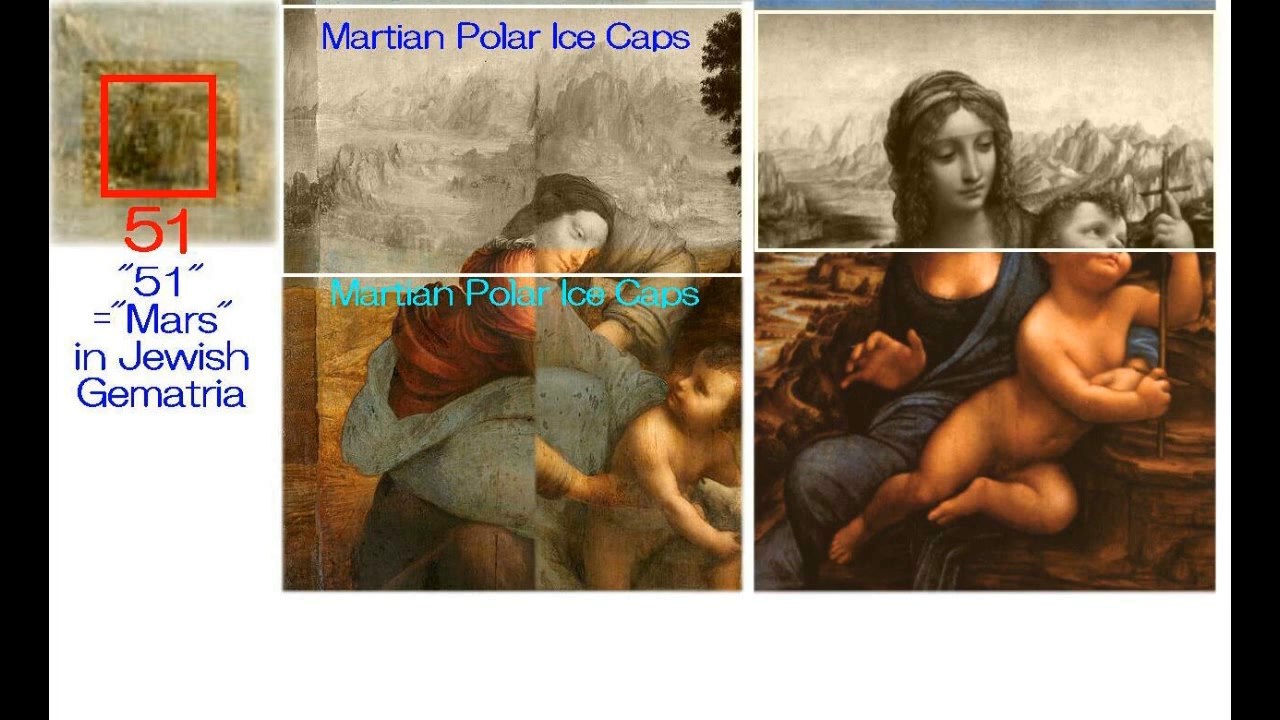 Martian Polar Ice Caps
51
"51"
="Mars"
in Jewish
Gematria
Martian Polar Ice Caps